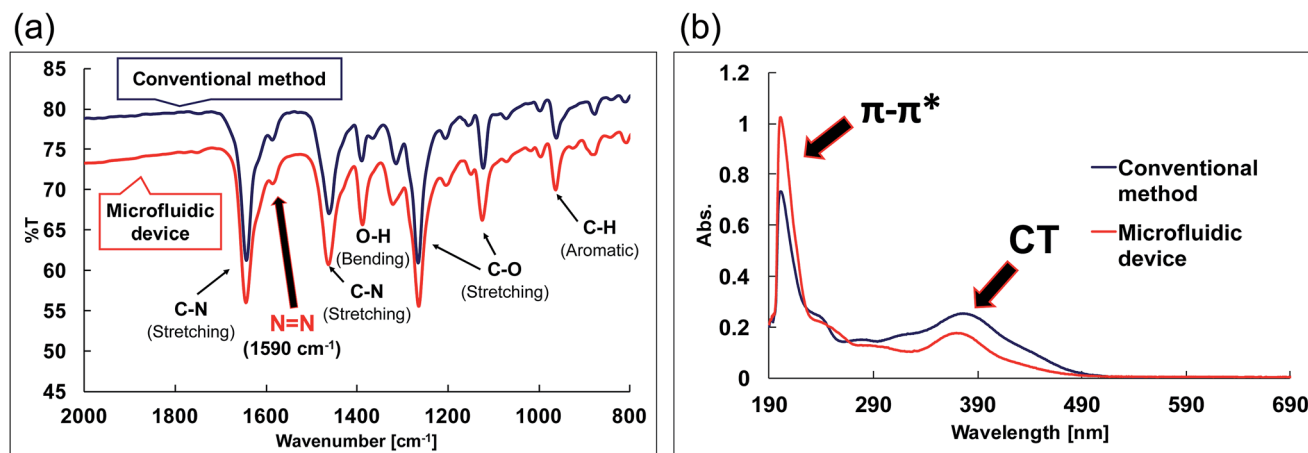 (a)
85
80
75
70
65
60
55
50
45
%T
2000
1800
1600
1400
1200
1000
800
Wavenumber [cm⁻¹]
Conventional method
Microfluidic
device
C-N
(Stretching)
N=N
(1590 cm⁻¹)
C-N
(Stretching)
O-H
(Bending)
C-O
(Stretching)
C-H
(Aromatic)
(b)
1.2
1
0.8
0.6
0.4
0.2
0
Abs.
190
290
390
490
590
690
Wavelength [nm]
π-π*
CT
Conventional
method
Microfluidic
device